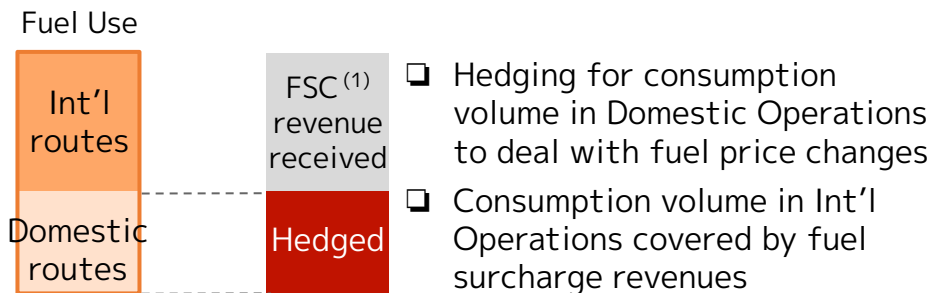 Fuel Use
Int'l
routes
Domestic
routes
FSC (1)
revenue
received
Hedged
❏ Hedging for consumption
volume in Domestic Operations
to deal with fuel price changes
❏ Consumption volume in Int'l
Operations covered by fuel
surcharge revenues